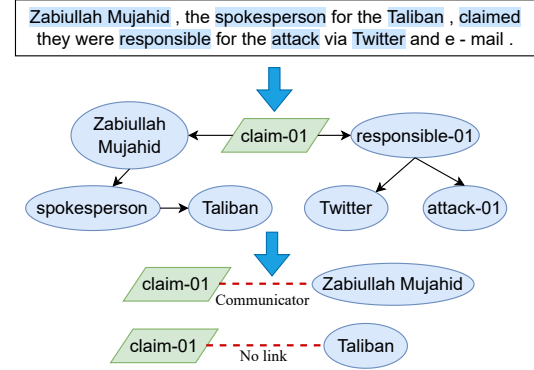 Zabiullah Mujahid , the spokesperson for the Taliban , claimed
they were responsible for the attack via Twitter and e - mail .
Zabiullah
Mujahid
claim-01
responsible-01
spokesperson
Taliban
Twitter
attack-01
claim-01
Communicator
Zabiullah Mujahid
claim-01
No link
Taliban